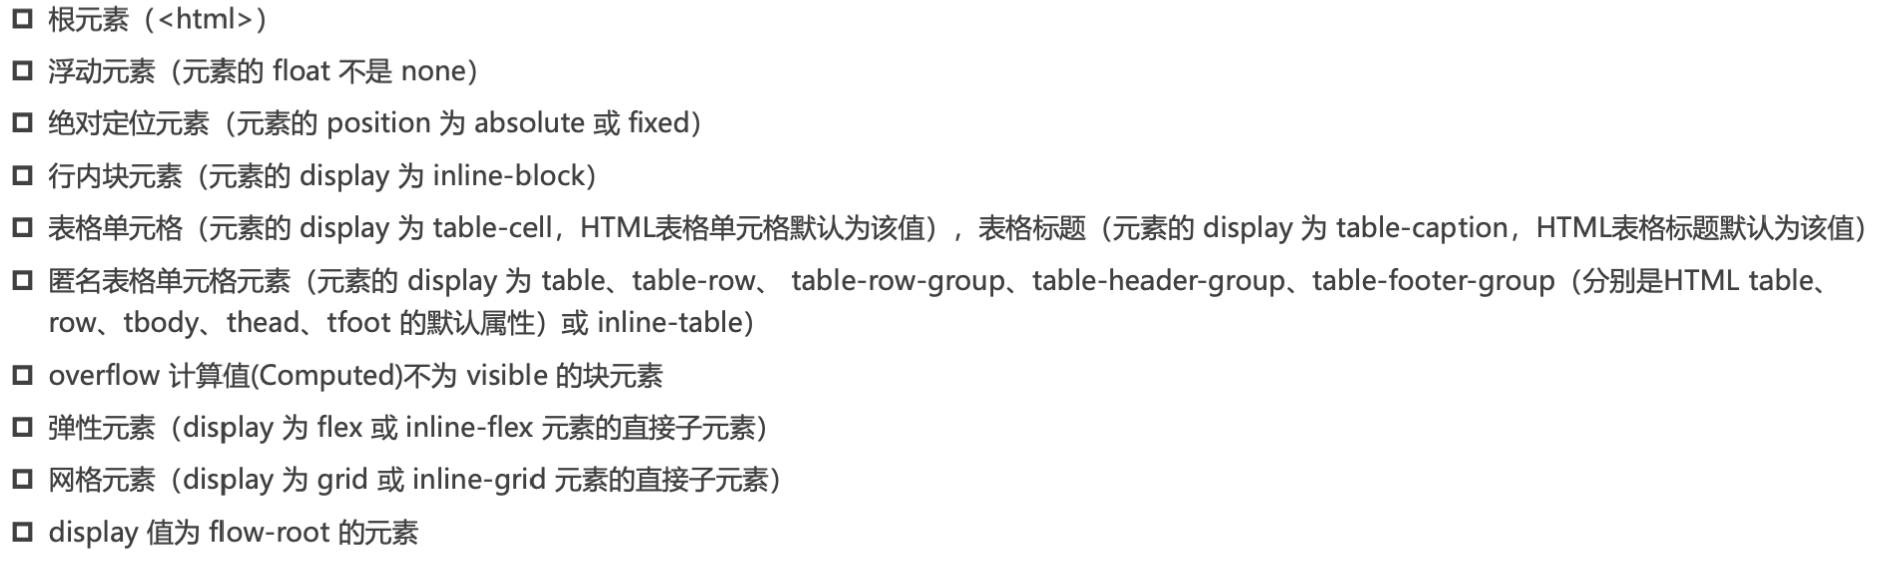 根元素（<html>）
浮动元素（元素的 float 不是 none）
绝对定位元素（元素的 position 为 absolute 或 fixed）
行内块元素（元素的 display 为 inline-block）
表格单元格（元素的 display 为 table-cell，HTML表格单元格默认为该值），表格标题（元素的 display 为 table-caption，HTML表格标题默认为该值）
匿名表格单元格元素（元素的 display 为 table、table-row、 table-row-group、table-header-group、table-footer-group（分别是HTML table、
row、tbody、thead、tfoot 的默认属性）或 inline-table）
overflow 计算值(Computed)不为 visible 的块元素
弹性元素（display 为 flex 或 inline-flex 元素的直接子元素）
网格元素（display 为 grid 或 inline-grid 元素的直接子元素）
display 值为 flow-root 的元素